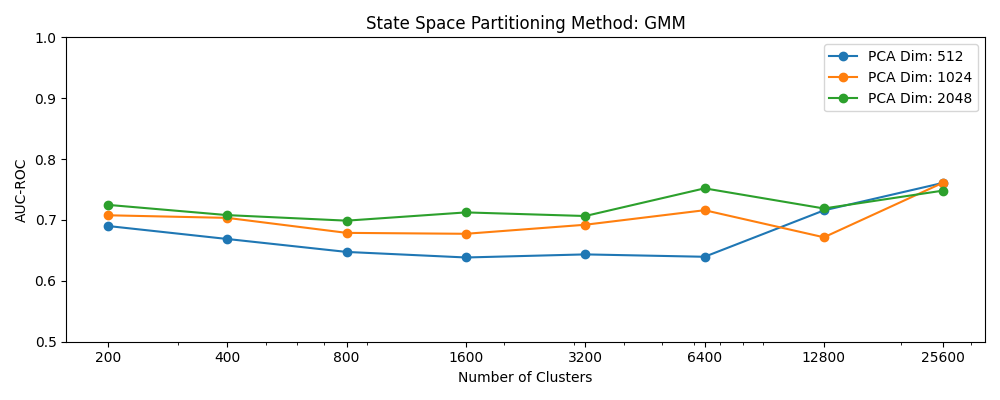 State Space Partitioning Method: GMM
PCA Dim: 512
PCA Dim: 1024
PCA Dim: 2048
AUC-ROC
1.0
0.9
0.8
0.7
0.6
0.5
200 400 800 1600 3200 6400 12800 25600
Number of Clusters